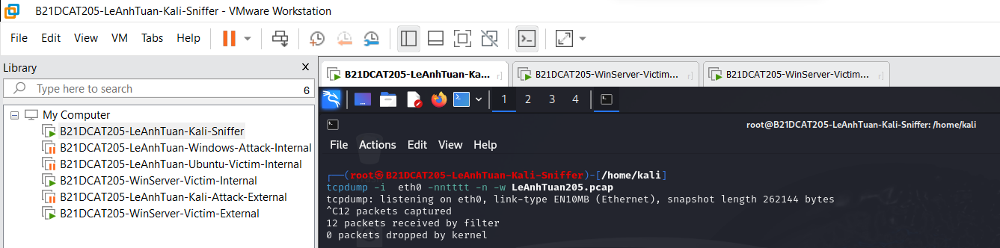 B21DCAT205-LeAnhTuan-Kali-Sniffer - VMware Workstation
File Edit View VM Tabs Help
Library
Type here to search
6
My Computer
B21DCAT205-LeAnhTuan-Kali-Sniffer
B21DCAT205-LeAnhTuan-Windows-Attack-Internal
B21DCAT205-LeAnhTuan-Ubuntu-Victim-Internal
B21DCAT205-WinServer-Victim-Internal
B21DCAT205-LeAnhTuan-Kali-Attack-External
B21DCAT205-WinServer-Victim-External
B21DCAT205-LeAnhTuan-Ka... B21DCAT205-WinServer-Victim... B21DCAT205-WinServer-Victim...
1 2 3 4
root@B21DCAT205-LeAnhTuan-Kali-Sniffer: /home/kali
File Actions Edit View Help
┌──(root㉿B21DCAT205-LeAnhTuan-Kali-Sniffer)-[/home/kali]
tcpdump -i eth0 -nntttt -n -w LeAnhTuan205.pcap
tcpdump: listening on eth0, link-type EN10MB (Ethernet), snapshot length 262144 bytes
^C12 packets captured
12 packets received by filter
0 packets dropped by kernel